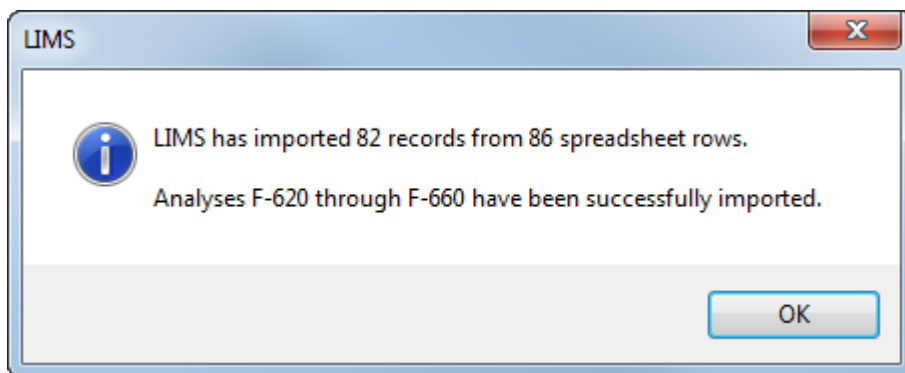 LIMS
LIMS has imported 82 records from 86 spreadsheet rows.
Analyses F-620 through F-660 have been successfully imported.
OK